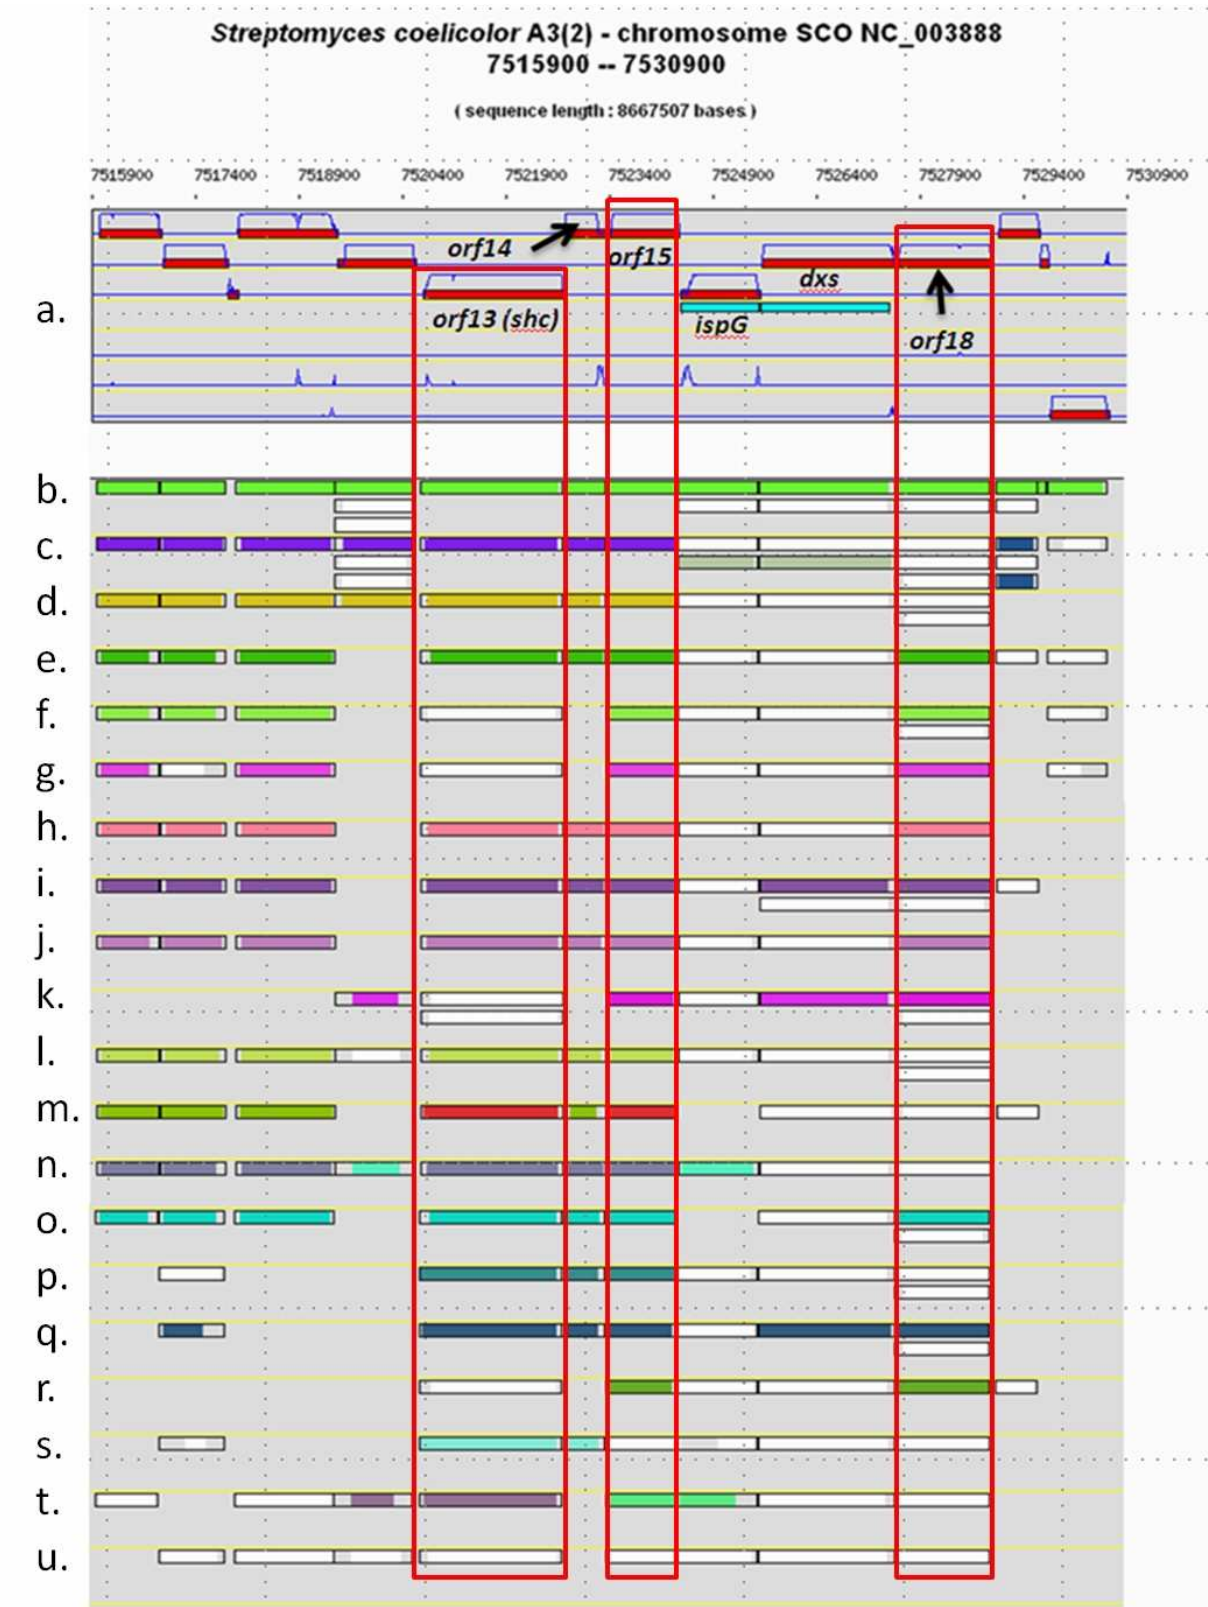 Streptomyces coelicolor A3(2) - chromosome SCO NC_003888
7515900 -- 7530900
( sequence length : 8667507 bases )
7515900 7517400 7518900 7520400 7521900 7523400 7524900 7526400 7527900 7529400 7530900
orf14
orf15
dxs
a.
orf13 (shc)
ispG
orf18
b.
c.
d.
e.
f.
g.
h.
i.
j.
k.
l.
m.
n.
o.
p.
q.
r.
s.
t.
u.